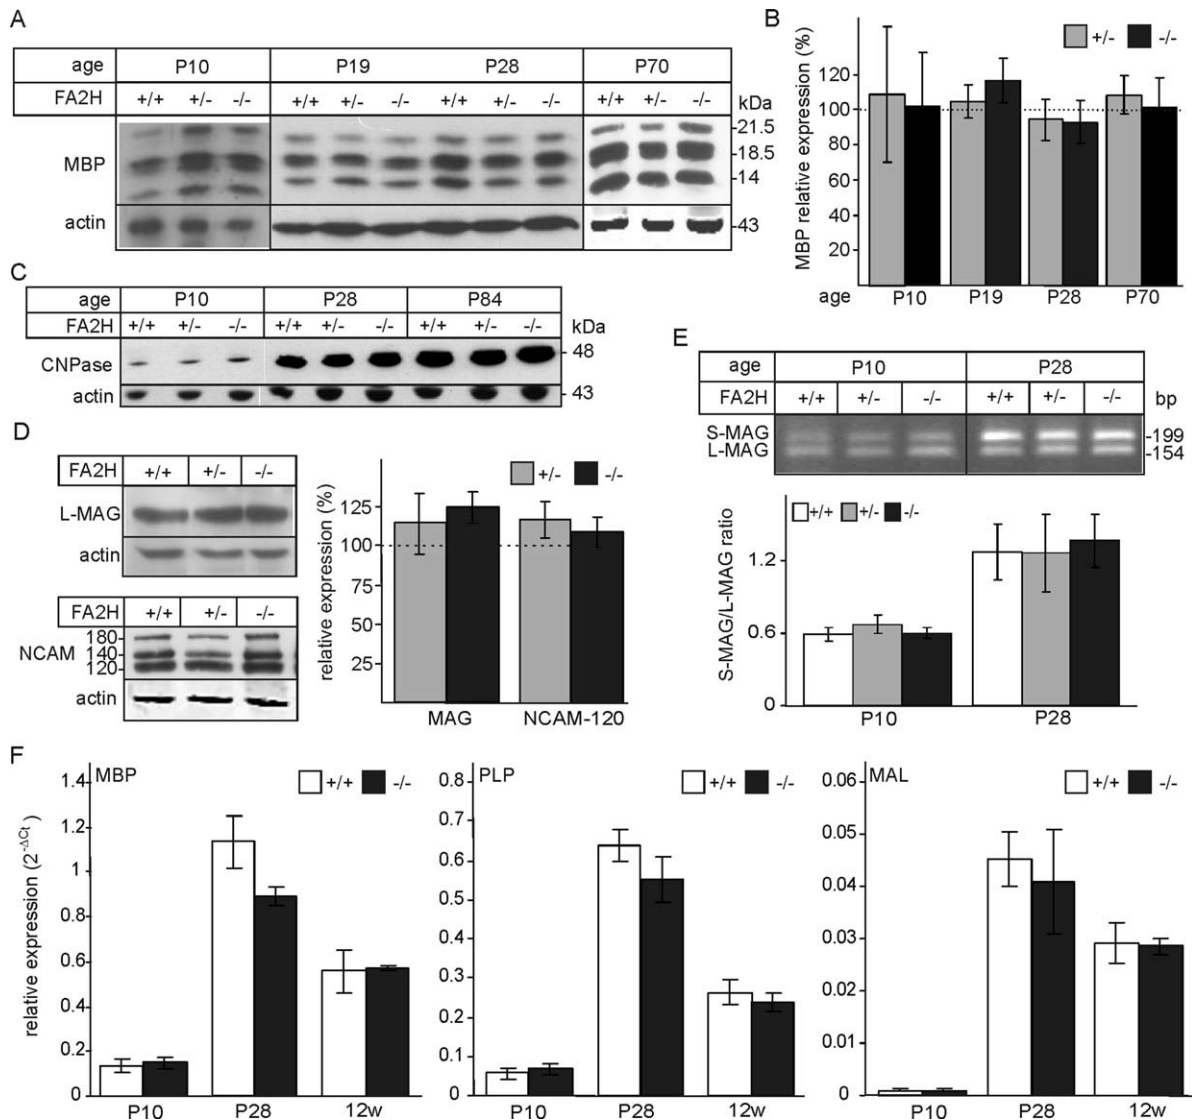 A
age P10 P19 P28 P70
FA2H +/+ +/- -/- +/+ +/- -/- +/+ +/- -/- +/+ +/- -/- kDa
MBP
-21.5
-18.5
-14
actin -43
B
MBP relative expression (%)
+/- -/-
120
100
80
60
40
20
age P10 P19 P28 P70
C
age P10 P28 P84
FA2H +/+ +/- -/- +/+ +/- -/- +/+ +/- -/- kDa
CNPase - 48
actin - 43
D
FA2H +/+ +/- -/-
L-MAG
actin
FA2H +/+ +/- -/-
NCAM
180
140
120
actin
relative expression (%)
+/- -/-
125
100
75
50
25
MAG NCAM-120
E
age P10 P28
FA2H +/+ +/- -/- +/+ +/- -/- bp
S-MAG -199
L-MAG -154
S-MAG/L-MAG ratio
+/+ +/- -/-
1.2
0.6
0
P10 P28
F
relative expression (2^-ΔCt)
MBP +/+ -/-
1.4
1.2
1
0.8
0.6
0.4
0.2
0
P10 P28 12w
PLP +/+ -/-
0.8
0.7
0.6
0.5
0.4
0.3
0.2
0.1
0
P10 P28 12w
MAL +/+ -/-
0.06
0.05
0.04
0.03
0.02
0.01
0
P10 P28 12w